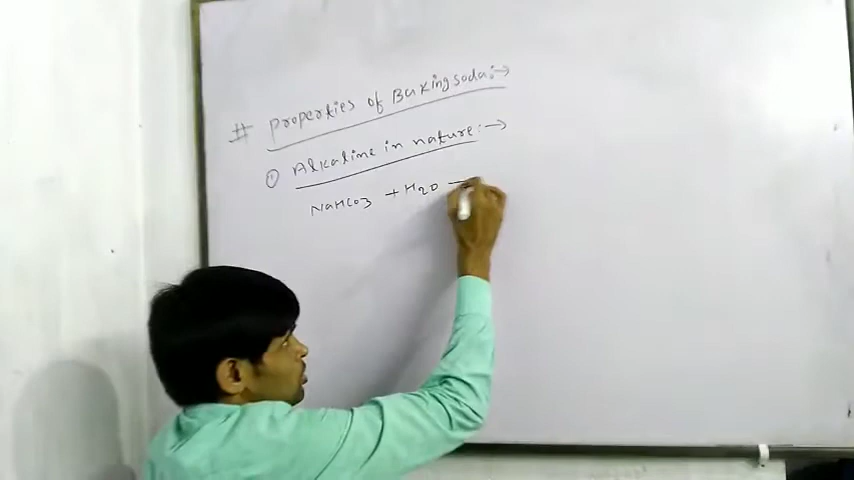 # Properties of Baking soda:→
① Alkaline in nature:→
NaHCO3 + H2O —